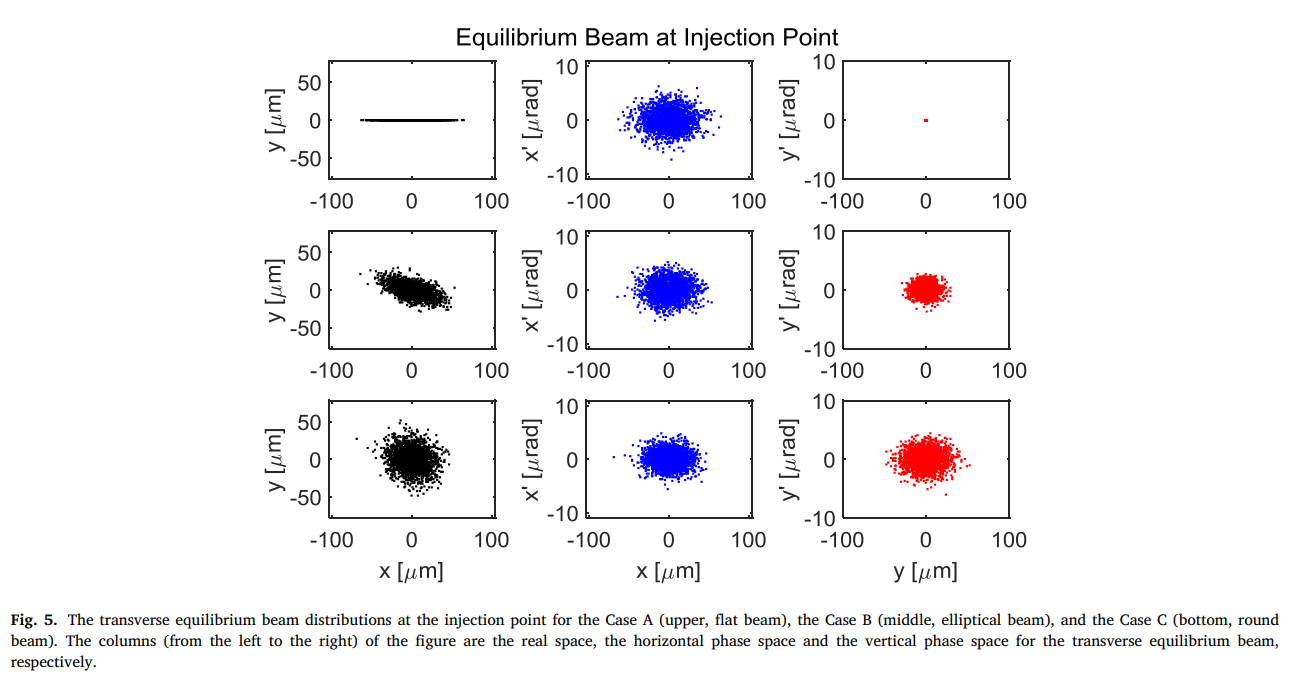 Equilibrium Beam at Injection Point
y [μm]
50
0
-50
-100 0 100
x' [μrad]
10
0
-10
-100 0 100
y' [μrad]
10
0
-10
-100 0 100
y [μm]
50
0
-50
-100 0 100
x' [μrad]
10
0
-10
-100 0 100
y' [μrad]
10
0
-10
-100 0 100
y [μm]
50
0
-50
-100 0 100
x [μm]
x' [μrad]
10
0
-10
-100 0 100
x [μm]
y' [μrad]
10
0
-10
-100 0 100
y [μm]
Fig. 5. The transverse equilibrium beam distributions at the injection point for the Case A (upper, flat beam), the Case B (middle, elliptical beam), and the Case C (bottom, round
beam). The columns (from the left to the right) of the figure are the real space, the horizontal phase space and the vertical phase space for the transverse equilibrium beam,
respectively.